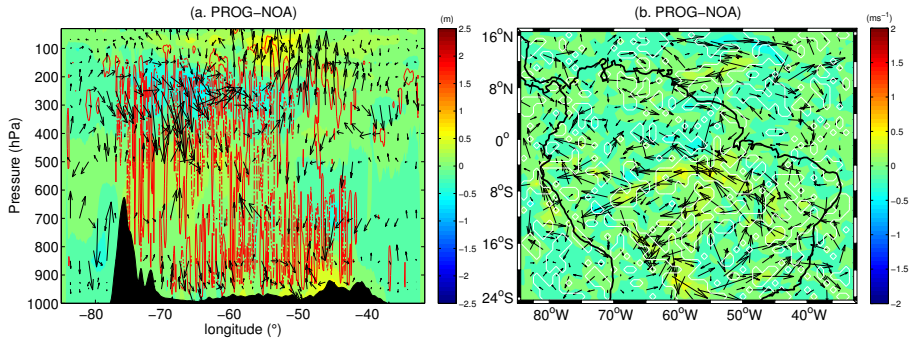 (a. PROG−NOA)
(m)
100
200
300
400
500
600
700
800
900
1000
Pressure (hPa)
−80
−70
−60
−50
−40
longitude (°)
2.5
2
1.5
1
0.5
0
−0.5
−1
−1.5
−2
−2.5
(b. PROG−NOA)
(ms⁻¹)
16°N
8°N
0°
8°S
16°S
24°S
80°W
70°W
60°W
50°W
40°W
2
1.5
1
0.5
0
−0.5
−1
−1.5
−2